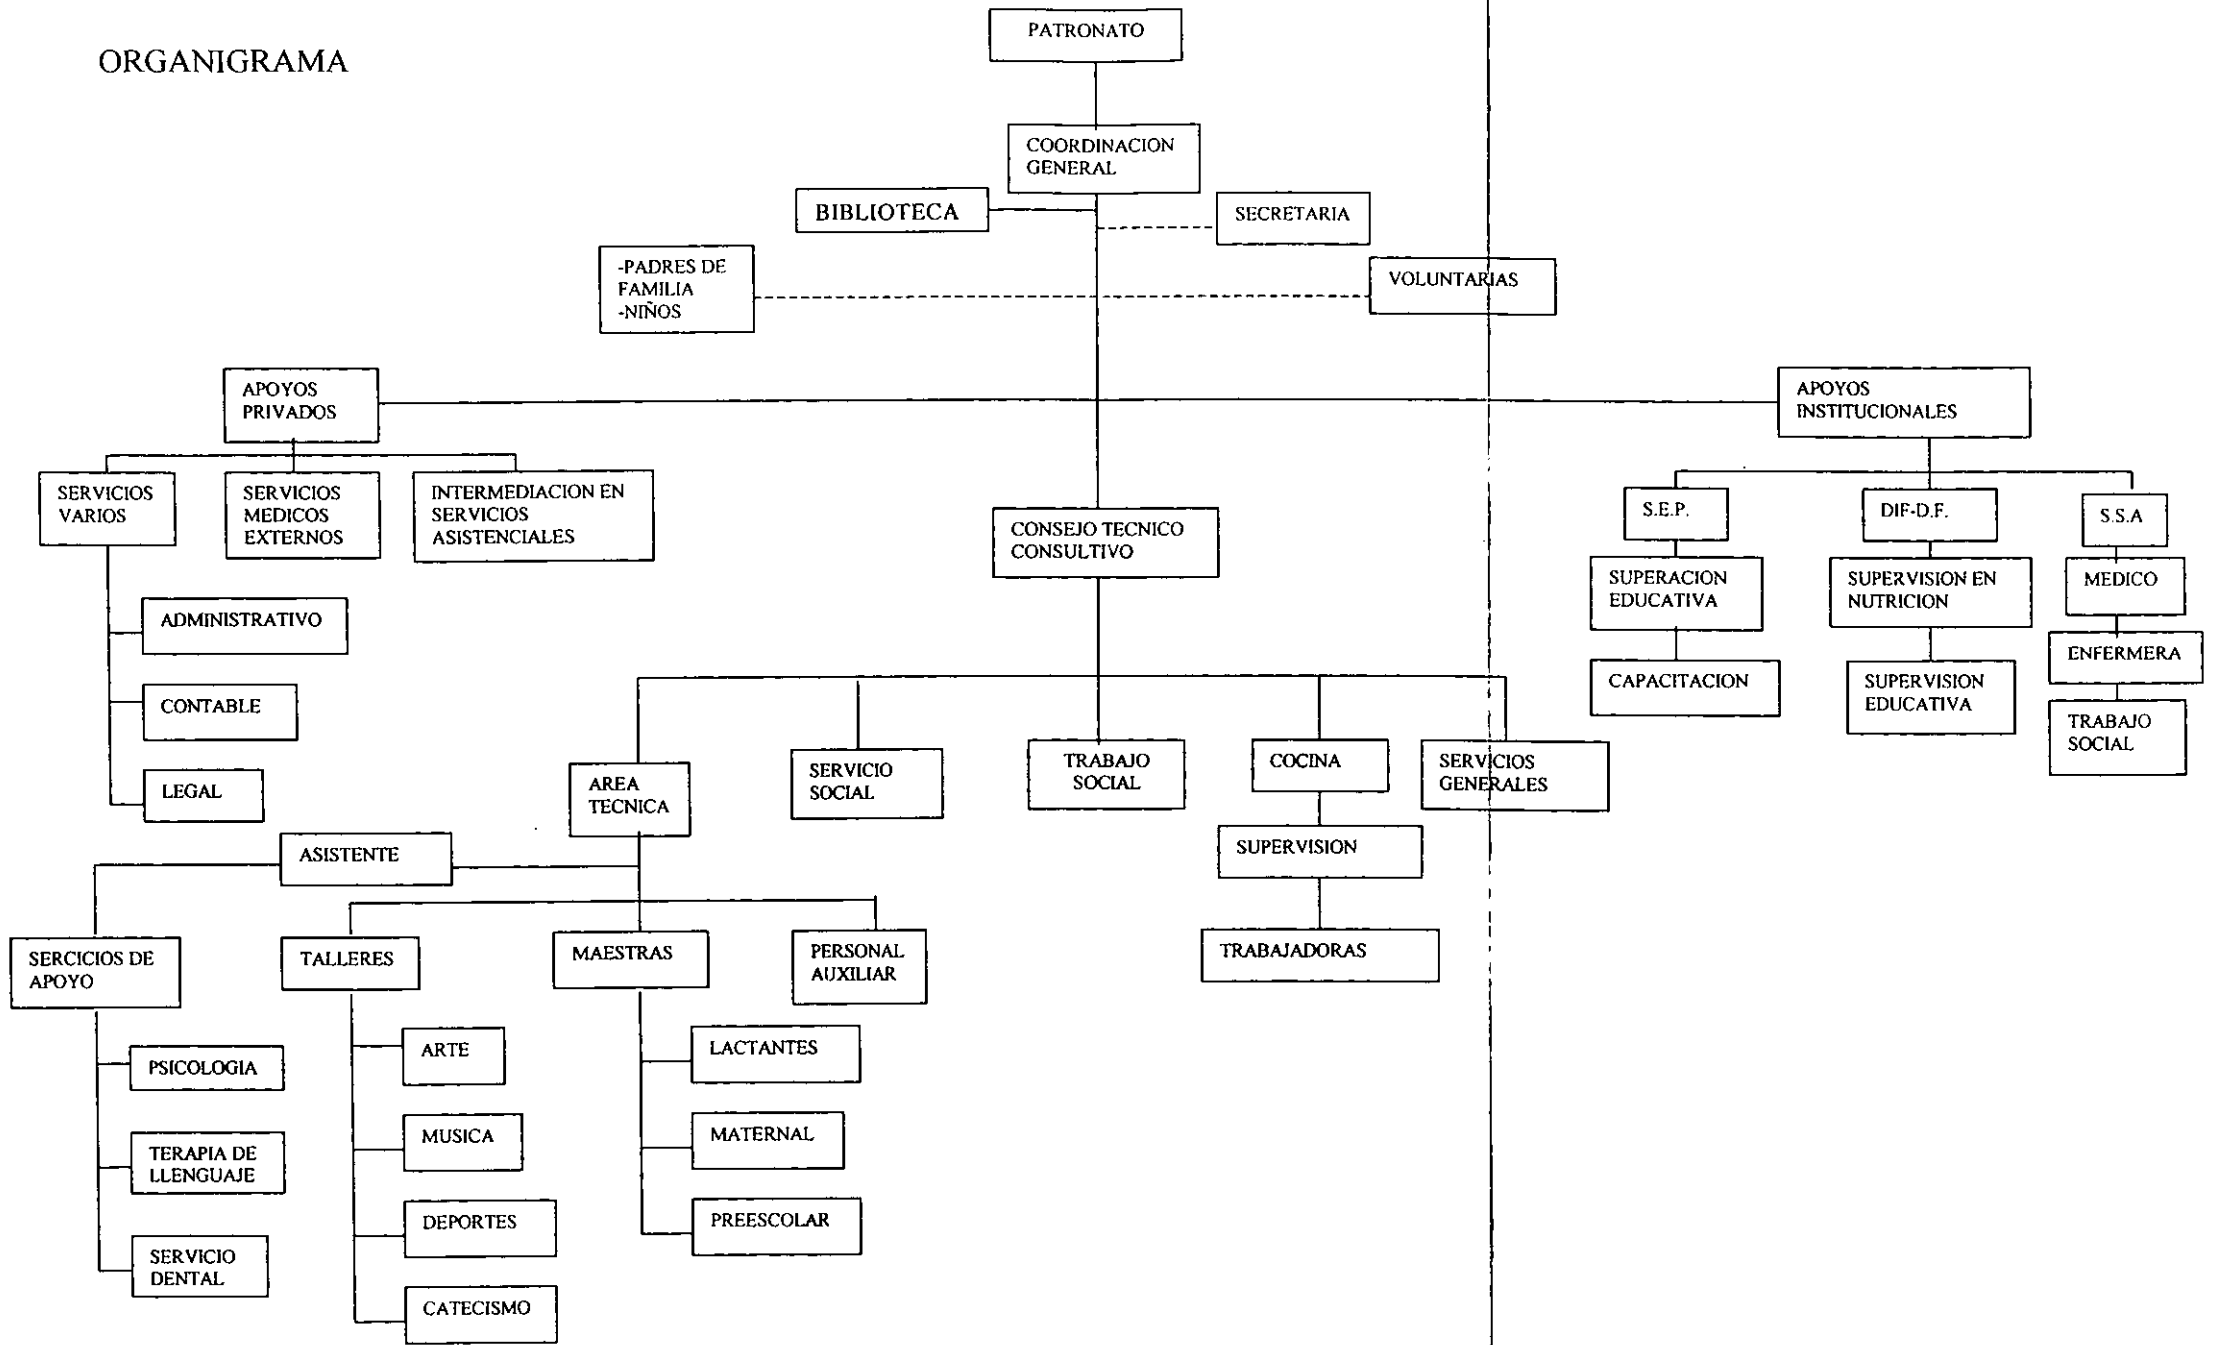 ORGANIGRAMA
PATRONATO
COORDINACION
GENERAL
BIBLIOTECA
SECRETARIA
-PADRES DE
FAMILIA
-NIÑOS
VOLUNTARIAS
APOYOS
PRIVADOS
APOYOS
INSTITUCIONALES
SERVICIOS
VARIOS
SERVICIOS
MEDICOS
EXTERNOS
INTERMEDIACION EN
SERVICIOS
ASISTENCIALES
CONSEJO TECNICO
CONSULTIVO
S.E.P.
DIF-D.F.
S.S.A
SUPERACION
EDUCATIVA
SUPERVISION EN
NUTRICION
MEDICO
ADMINISTRATIVO
ENFERMERA
CAPACITACION
SUPERVISION
EDUCATIVA
CONTABLE
TRABAJO
SOCIAL
LEGAL
AREA
TECNICA
SERVICIO
SOCIAL
TRABAJO
SOCIAL
COCINA
SERVICIOS
GENERALES
ASISTENTE
SUPERVISION
SERCICIOS DE
APOYO
TALLERES
MAESTRAS
PERSONAL
AUXILIAR
TRABAJADORAS
PSICOLOGIA
ARTE
LACTANTES
TERAPIA DE
LLENGUAJE
MUSICA
MATERNAL
SERVICIO
DENTAL
DEPORTES
PREESCOLAR
CATECISMO